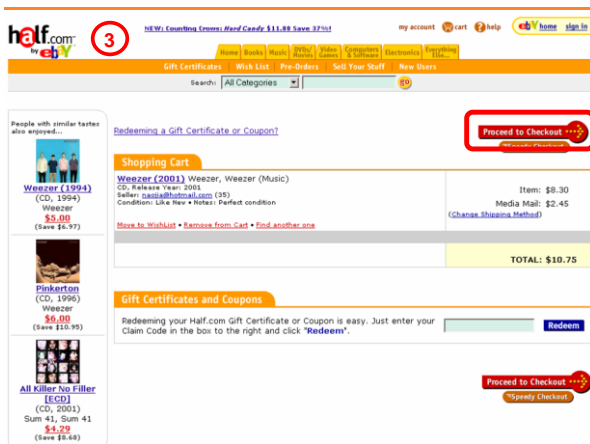 half.com
by ebY
3
NEW: Counting Crows: Hard Candy $11.88 Save 37%!
my account cart help ebY home sign in
Home Books Music DVDs/ Movies Video Games Computers & Software Electronics Everything Else...
Gift Certificates Wish List Pre-Orders Sell Your Stuff New Users
Search: All Categories go
People with similar tastes
also enjoyed...
Weezer (1994)
(CD, 1994)
Weezer
$5.00
(Save $6.97)
Pinkerton
(CD, 1996)
Weezer
$6.00
(Save $10.95)
All Killer No Filler
[ECD]
(CD, 2001)
Sum 41, Sum 41
$4.29
(Save $8.68)
Redeeming a Gift Certificate or Coupon?
Proceed to Checkout
Speedy Checkout
Shopping Cart
Weezer (2001) Weezer, Weezer (Music)
CD, Release Year: 2001
Seller: naojia@hotmail.com (35)
Condition: Like New • Notes: Perfect condition
Move to WishList • Remove from Cart • Find another one
Item: $8.30
Media Mail: $2.45
(Change Shipping Method)
TOTAL: $10.75
Gift Certificates and Coupons
Redeeming your Half.com Gift Certificate or Coupon is easy. Just enter your
Claim Code in the box to the right and click "Redeem".
Redeem
Proceed to Checkout
Speedy Checkout